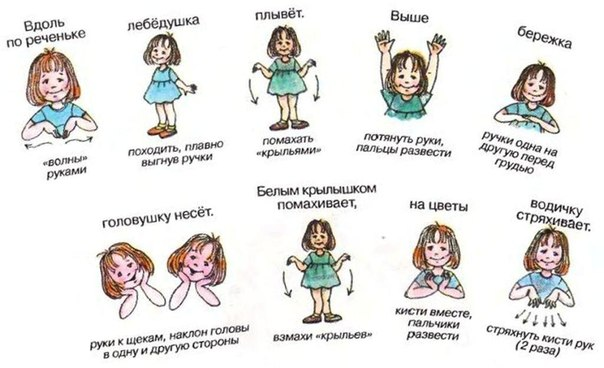 Вдоль
по реченьке
«волны»
руками
лебёдушка
походить, плавно
выгнув ручки
плывёт.
помахать
«крыльями»
Выше
потянуть руки,
пальцы развести
бережка
ручки одна на
другую перед
грудью
головушку несёт.
руки к щекам, наклон головы
в одну и другую стороны
Белым крылышком
помахивает,
взмахи «крыльев»
на цветы
кисти вместе,
пальчики
развести
водичку
стряхивает.
стряхнуть кисти рук
(2 раза)